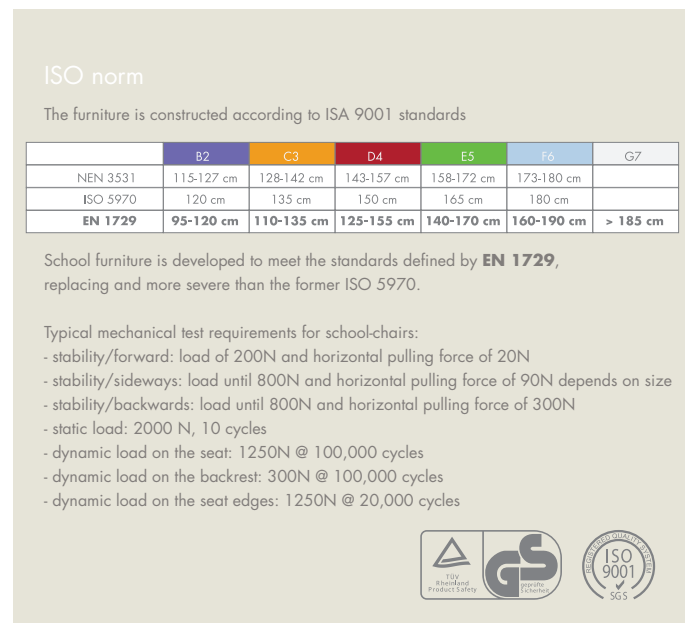 ISO norm
The furniture is constructed according to ISA 9001 standards
B2 C3 D4 E5 F6 G7
NEN 3531 115-127 cm 128-142 cm 143-157 cm 158-172 cm 173-180 cm
ISO 5970 120 cm 135 cm 150 cm 165 cm 180 cm
EN 1729 95-120 cm 110-135 cm 125-155 cm 140-170 cm 160-190 cm > 185 cm
School furniture is developed to meet the standards defined by EN 1729,
replacing and more severe than the former ISO 5970.
Typical mechanical test requirements for school-chairs:
- stability/forward: load of 200N and horizontal pulling force of 20N
- stability/sideways: load until 800N and horizontal pulling force of 90N depends on size
- stability/backwards: load until 800N and horizontal pulling force of 300N
- static load: 2000 N, 10 cycles
- dynamic load on the seat: 1250N @ 100,000 cycles
- dynamic load on the backrest: 300N @ 100,000 cycles
- dynamic load on the seat edges: 1250N @ 20,000 cycles
TÜV
Rheinland
Product Safety
GS
geprüfte
Sicherheit
REGISTERED QUALITY SYSTEM
ISO
9001
SGS